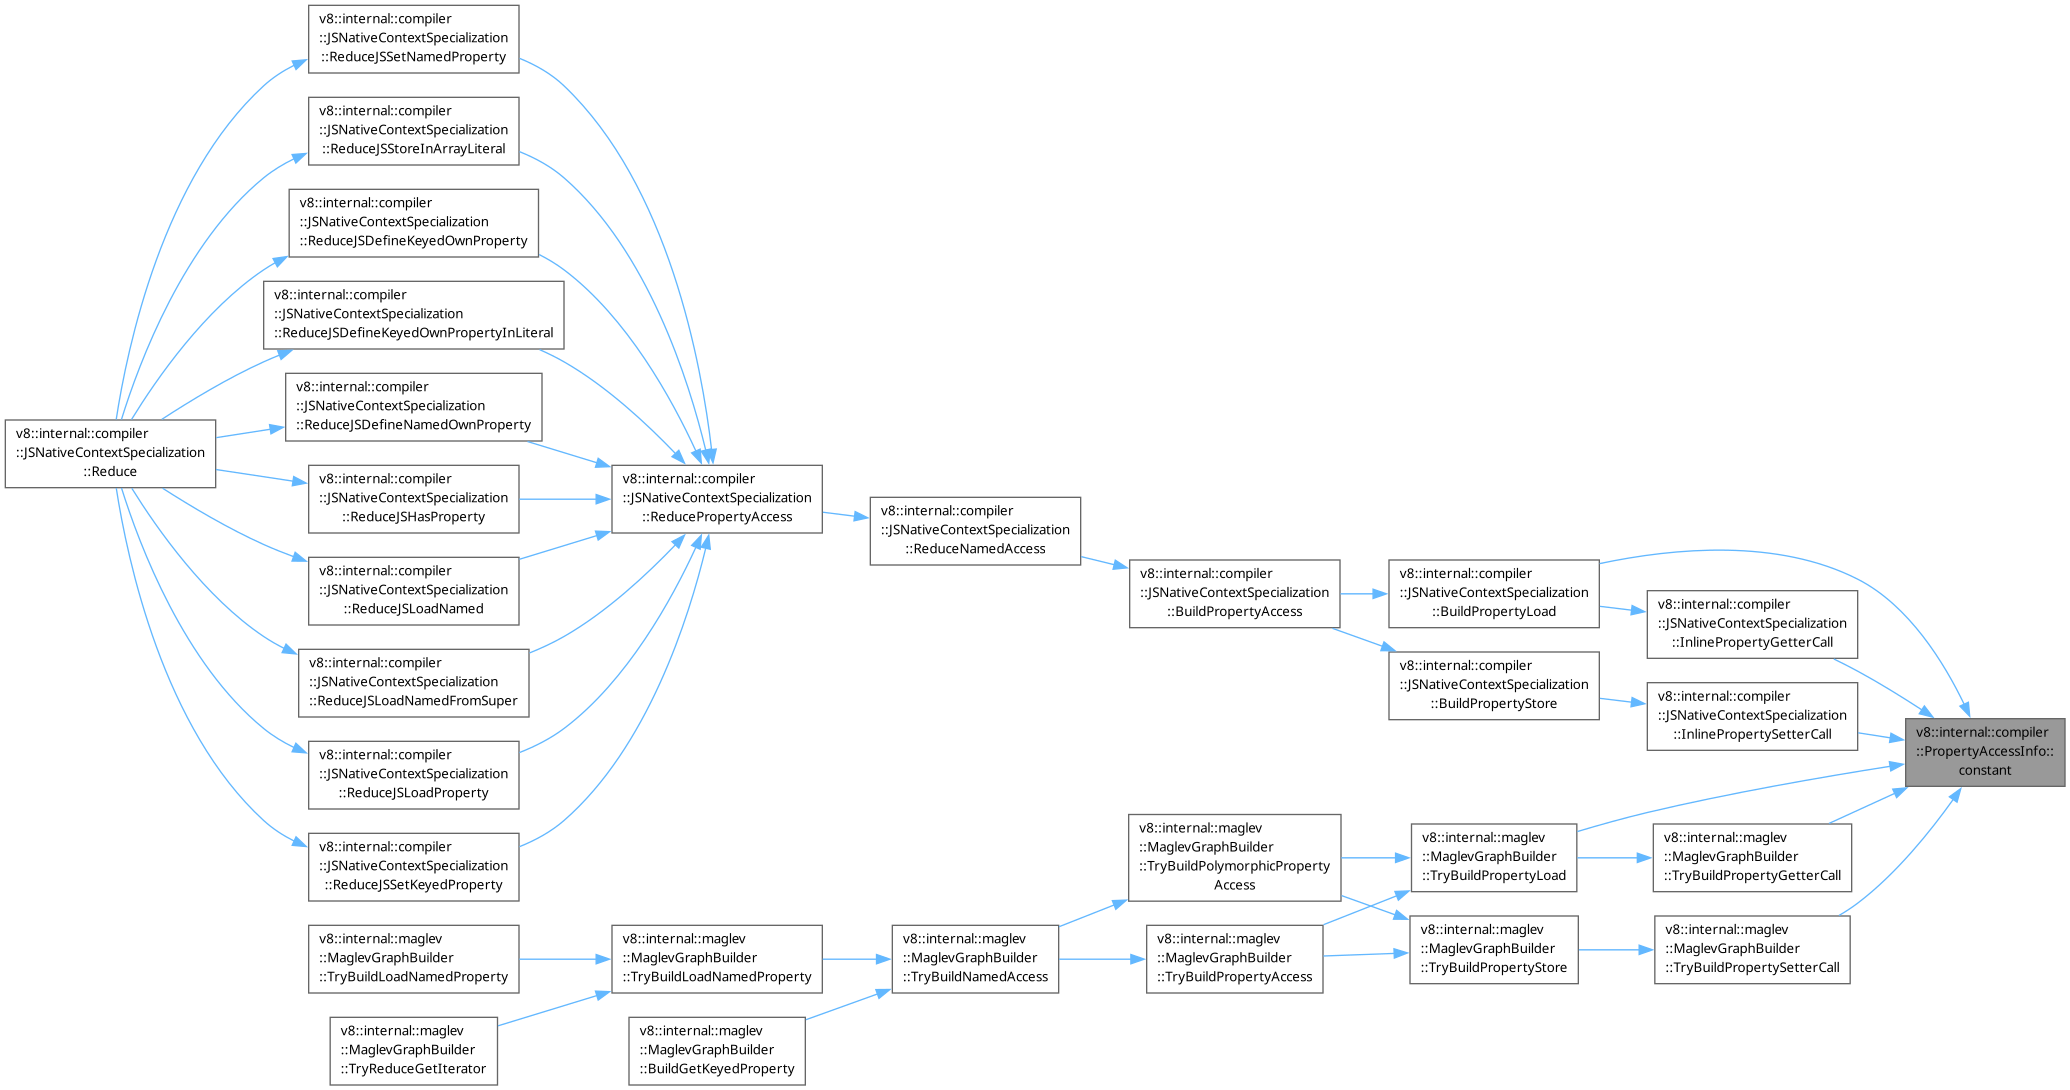 v8::internal::compiler
::JSNativeContextSpecialization
::ReduceJSSetNamedProperty
v8::internal::compiler
::JSNativeContextSpecialization
::ReduceJSStoreInArrayLiteral
v8::internal::compiler
::JSNativeContextSpecialization
::ReduceJSDefineKeyedOwnProperty
v8::internal::compiler
::JSNativeContextSpecialization
::ReduceJSDefineKeyedOwnPropertyInLiteral
v8::internal::compiler
::JSNativeContextSpecialization
::ReduceJSDefineNamedOwnProperty
v8::internal::compiler
::JSNativeContextSpecialization
::Reduce
v8::internal::compiler
::JSNativeContextSpecialization
::ReduceJSHasProperty
v8::internal::compiler
::JSNativeContextSpecialization
::ReducePropertyAccess
v8::internal::compiler
::JSNativeContextSpecialization
::ReduceNamedAccess
v8::internal::compiler
::JSNativeContextSpecialization
::ReduceJSLoadNamed
v8::internal::compiler
::JSNativeContextSpecialization
::BuildPropertyAccess
v8::internal::compiler
::JSNativeContextSpecialization
::BuildPropertyLoad
v8::internal::compiler
::JSNativeContextSpecialization
::InlinePropertyGetterCall
v8::internal::compiler
::JSNativeContextSpecialization
::ReduceJSLoadNamedFromSuper
v8::internal::compiler
::JSNativeContextSpecialization
::BuildPropertyStore
v8::internal::compiler
::JSNativeContextSpecialization
::InlinePropertySetterCall
v8::internal::compiler
::PropertyAccessInfo::
constant
v8::internal::compiler
::JSNativeContextSpecialization
::ReduceJSLoadProperty
v8::internal::compiler
::JSNativeContextSpecialization
::ReduceJSSetKeyedProperty
v8::internal::maglev
::MaglevGraphBuilder
::TryBuildPolymorphicProperty
Access
v8::internal::maglev
::MaglevGraphBuilder
::TryBuildPropertyLoad
v8::internal::maglev
::MaglevGraphBuilder
::TryBuildPropertyGetterCall
v8::internal::maglev
::MaglevGraphBuilder
::TryBuildLoadNamedProperty
v8::internal::maglev
::MaglevGraphBuilder
::TryBuildLoadNamedProperty
v8::internal::maglev
::MaglevGraphBuilder
::TryBuildNamedAccess
v8::internal::maglev
::MaglevGraphBuilder
::TryBuildPropertyAccess
v8::internal::maglev
::MaglevGraphBuilder
::TryBuildPropertyStore
v8::internal::maglev
::MaglevGraphBuilder
::TryBuildPropertySetterCall
v8::internal::maglev
::MaglevGraphBuilder
::TryReduceGetIterator
v8::internal::maglev
::MaglevGraphBuilder
::BuildGetKeyedProperty